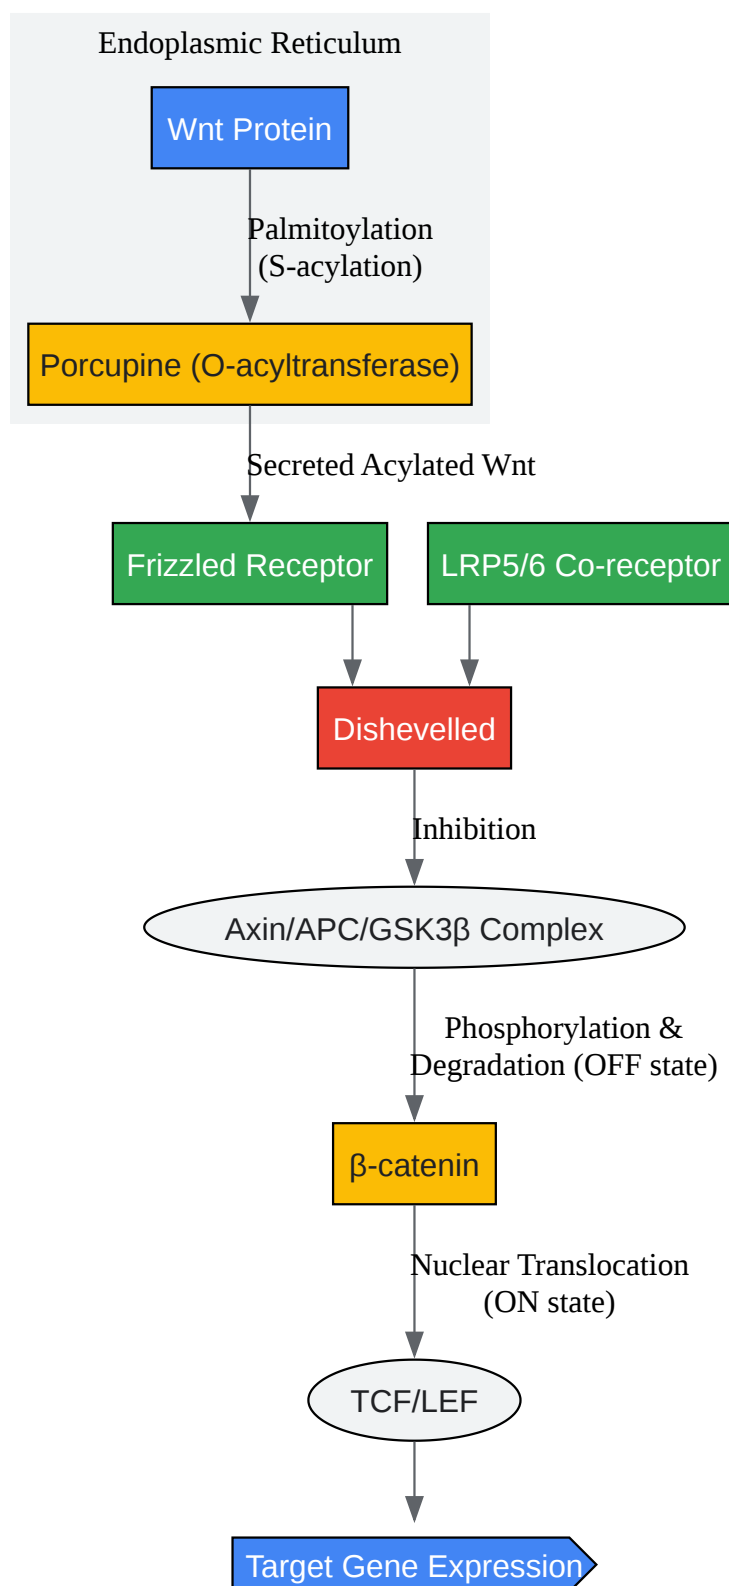 Endoplasmic Reticulum
Wnt Protein
Palmitoylation
(S-acylation)
Porcupine (O-acyltransferase)
Secreted Acylated Wnt
Frizzled Receptor
LRP5/6 Co-receptor
Dishevelled
Inhibition
Axin/APC/GSK3β Complex
Phosphorylation &
Degradation (OFF state)
β-catenin
Nuclear Translocation
(ON state)
TCF/LEF
Target Gene Expression